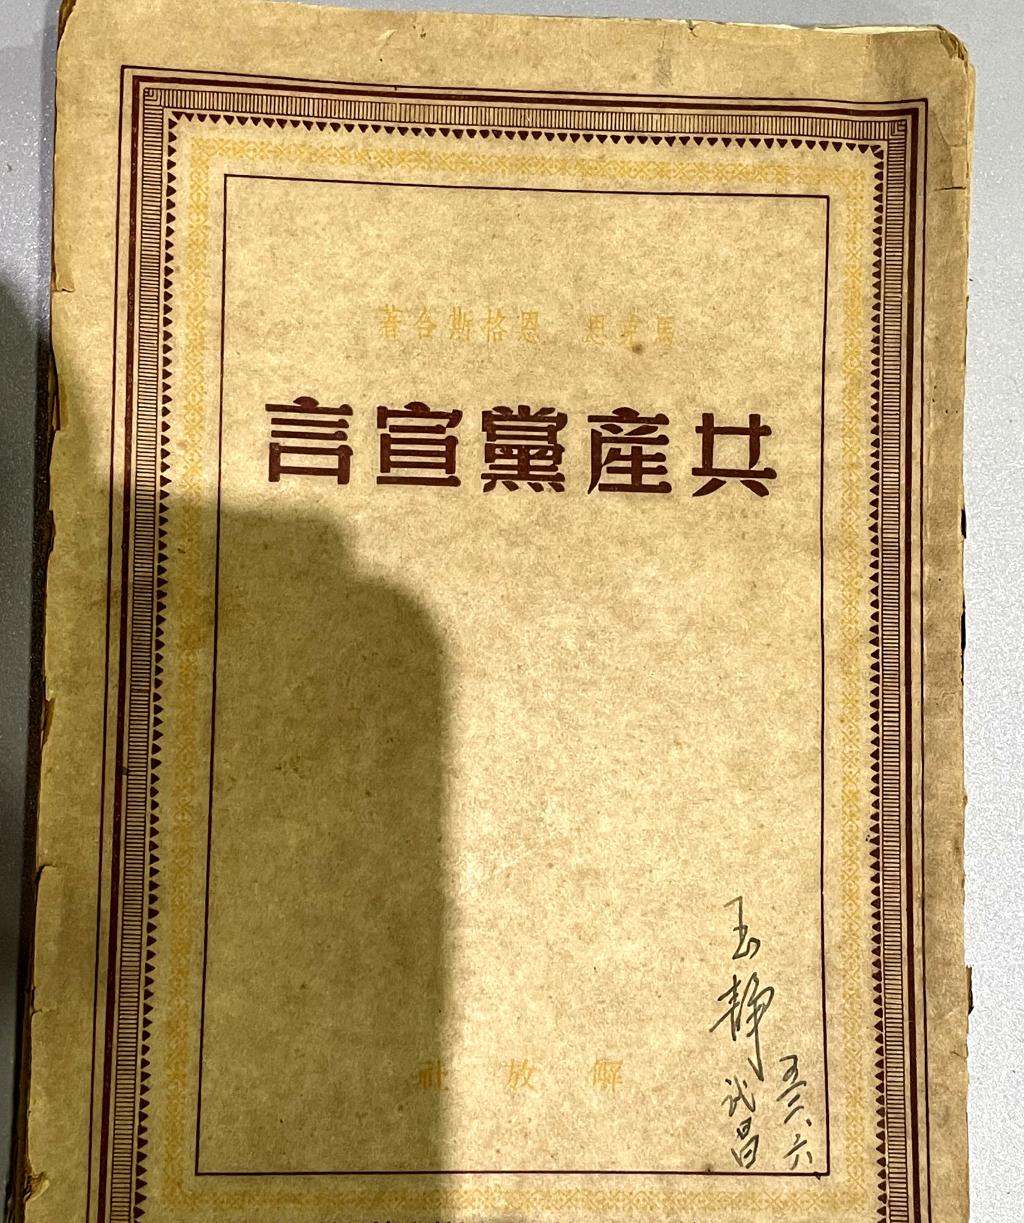 馬克思 恩格斯合著
共產黨宣言
玉静
武昌
解放社